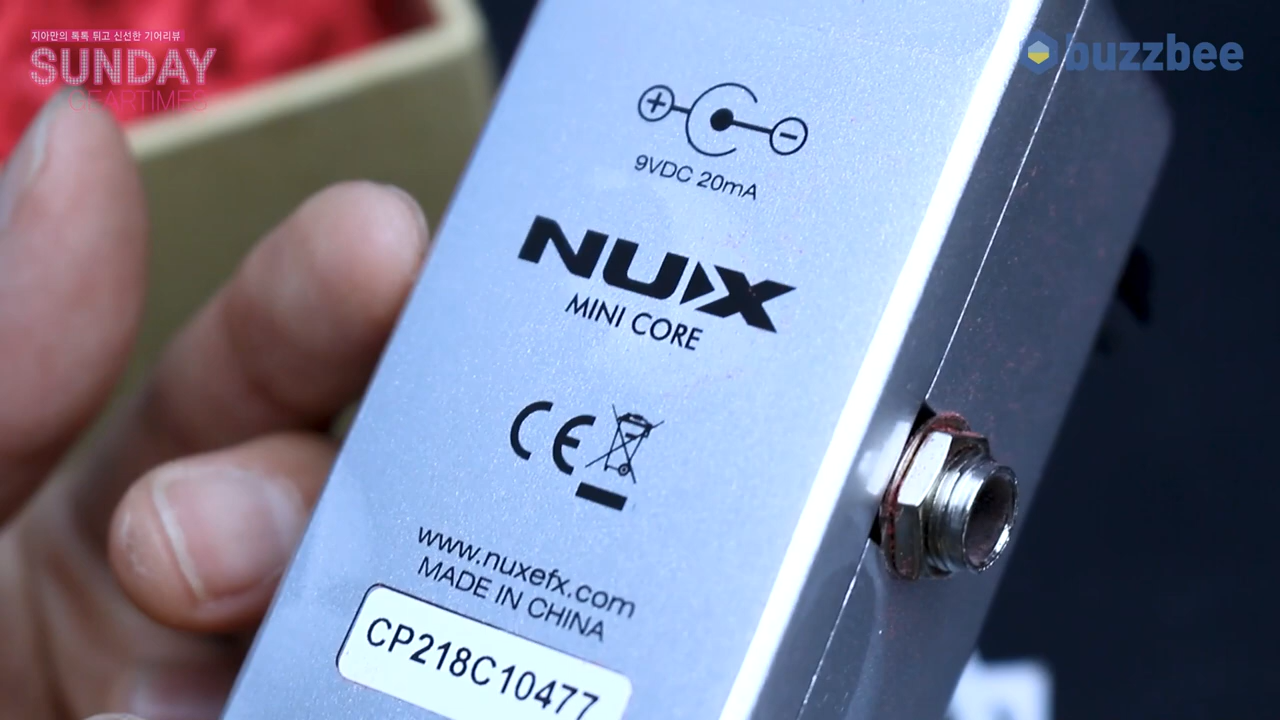 지아만의 톡톡 튀고 신선한 기어리뷰
SUNDAY
GEARTIMES
buzzbee
9VDC 20mA
NUX
MINI CORE
CE
www.nuxefx.com
MADE IN CHINA
CP218C10477